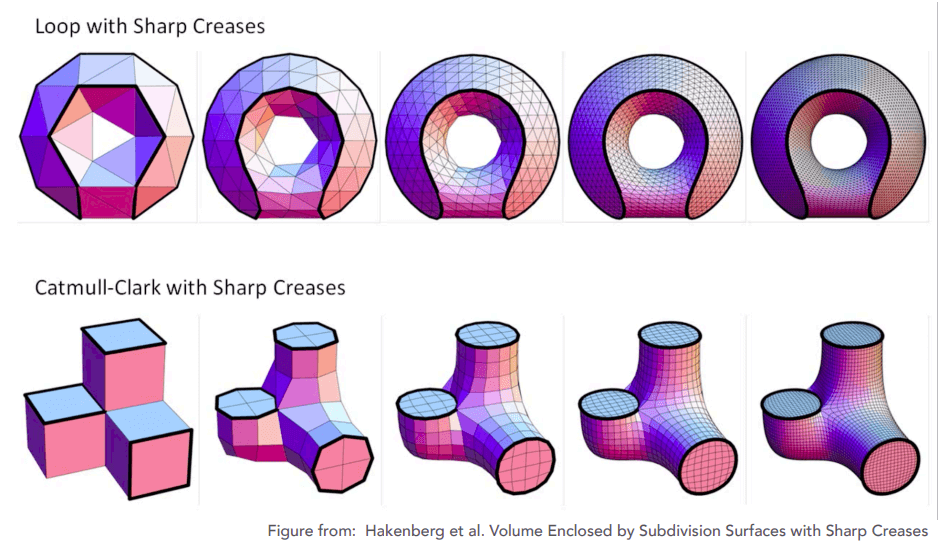 Loop with Sharp Creases
Catmull-Clark with Sharp Creases
Figure from: Hakenberg et al. Volume Enclosed by Subdivision Surfaces with Sharp Creases